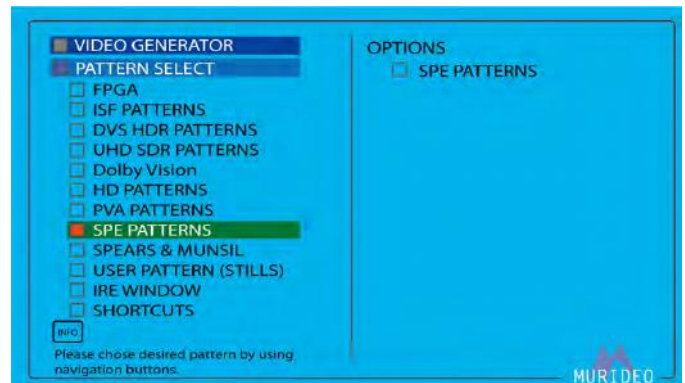 VIDEO GENERATOR
PATTERN SELECT
FPGA
ISF PATTERNS
DVS HDR PATTERNS
UHD SDR PATTERNS
Dolby Vision
HD PATTERNS
PVA PATTERNS
SPE PATTERNS
SPEARS & MUNSIL
USER PATTERN (STILLS)
IRE WINDOW
SHORTCUTS
INFO
Please chose desired pattern by using
navigation buttons.
OPTIONS
SPE PATTERNS
MURIDEO